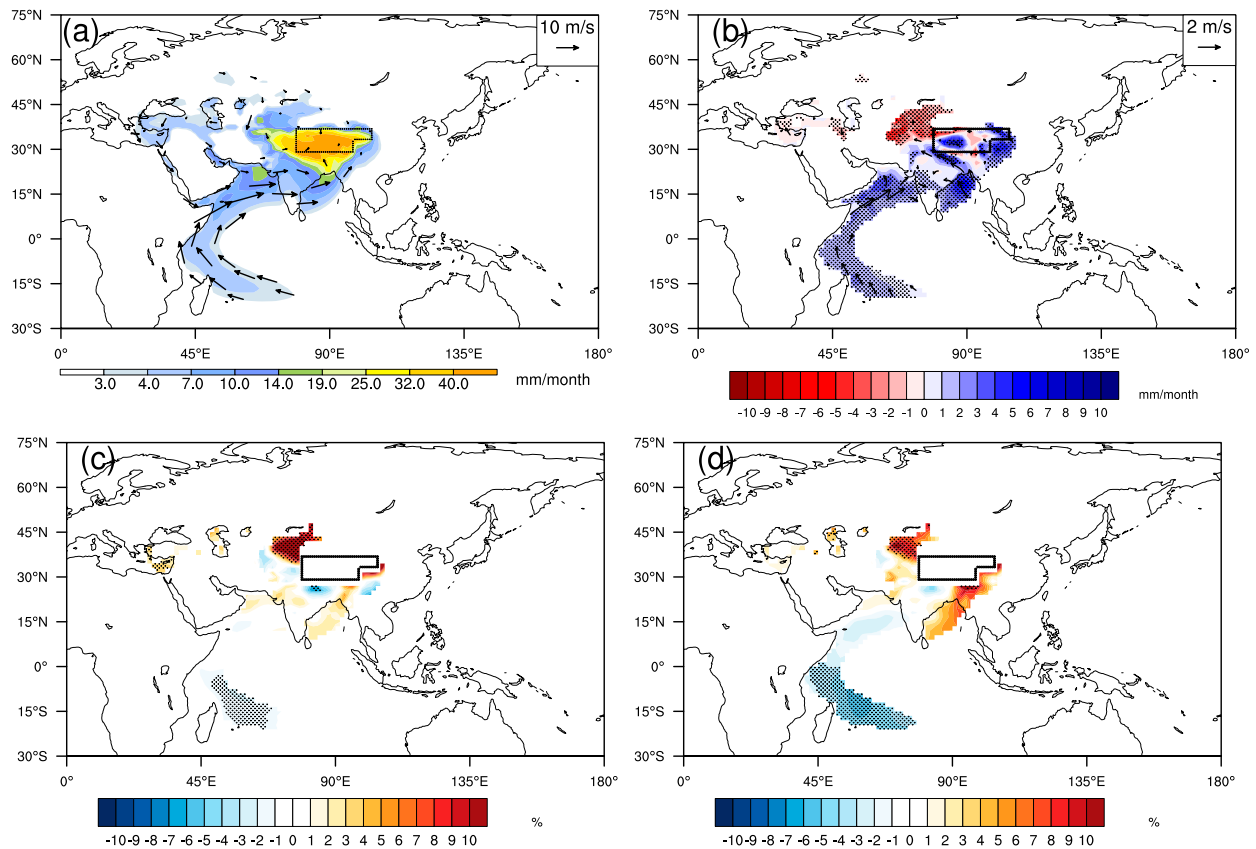 (a)
10 m/s
75°N
60°N
45°N
30°N
15°N
0°
15°S
30°S
0° 45°E 90°E 135°E 180°
3.0 4.0 7.0 10.0 14.0 19.0 25.0 32.0 40.0 mm/month
(b)
2 m/s
75°N
60°N
45°N
30°N
15°N
0°
15°S
30°S
0° 45°E 90°E 135°E 180°
-10 -9 -8 -7 -6 -5 -4 -3 -2 -1 0 1 2 3 4 5 6 7 8 9 10 mm/month
(c)
75°N
60°N
45°N
30°N
15°N
0°
15°S
30°S
0° 45°E 90°E 135°E 180°
-10 -9 -8 -7 -6 -5 -4 -3 -2 -1 0 1 2 3 4 5 6 7 8 9 10 %
(d)
75°N
60°N
45°N
30°N
15°N
0°
15°S
30°S
0° 45°E 90°E 135°E 180°
-10 -9 -8 -7 -6 -5 -4 -3 -2 -1 0 1 2 3 4 5 6 7 8 9 10 %